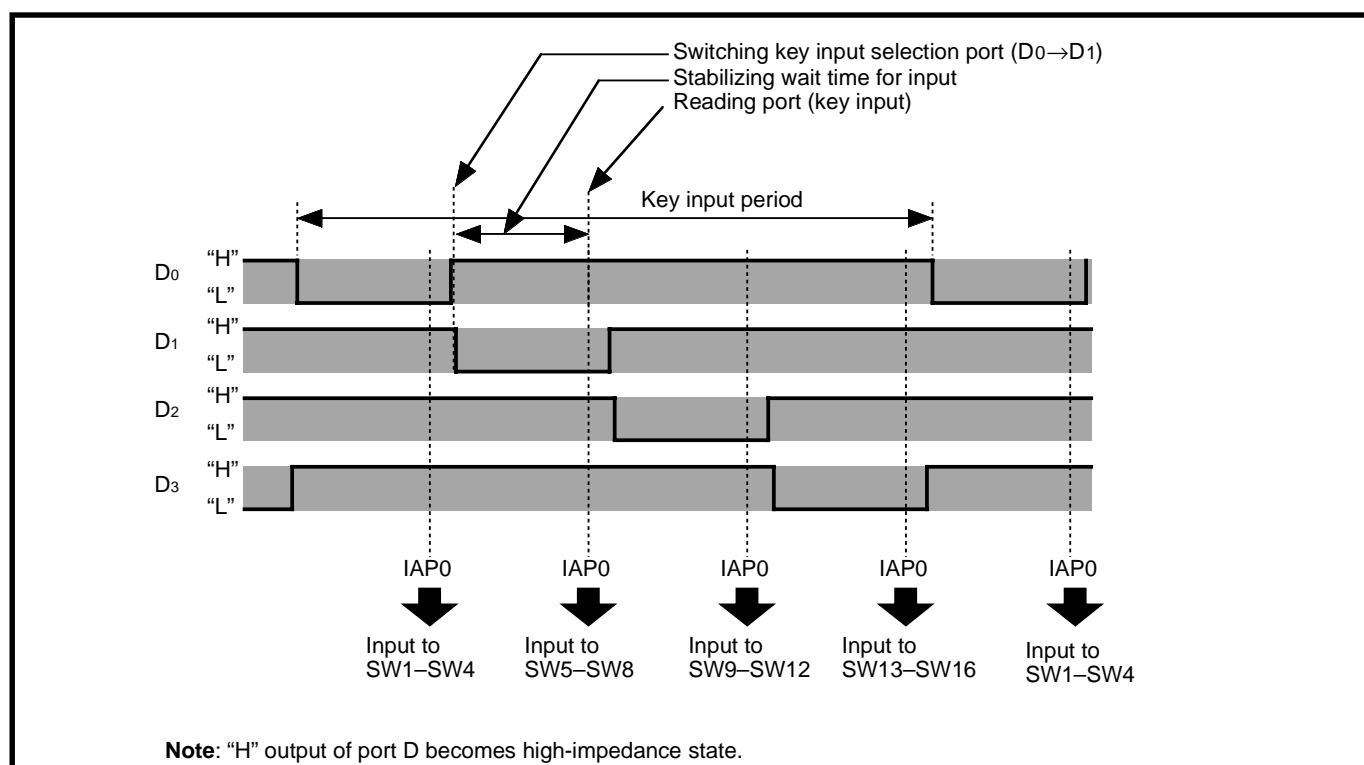 Switching key input selection port (D0→D1)
Stabilizing wait time for input
Reading port (key input)
Key input period
D0 “H”
“L”
D1 “H”
“L”
D2 “H”
“L”
D3 “H”
“L”
IAP0 IAP0 IAP0 IAP0 IAP0
Input to Input to Input to Input to Input to
SW1–SW4 SW5–SW8 SW9–SW12 SW13–SW16 SW1–SW4
Note: “H” output of port D becomes high-impedance state.